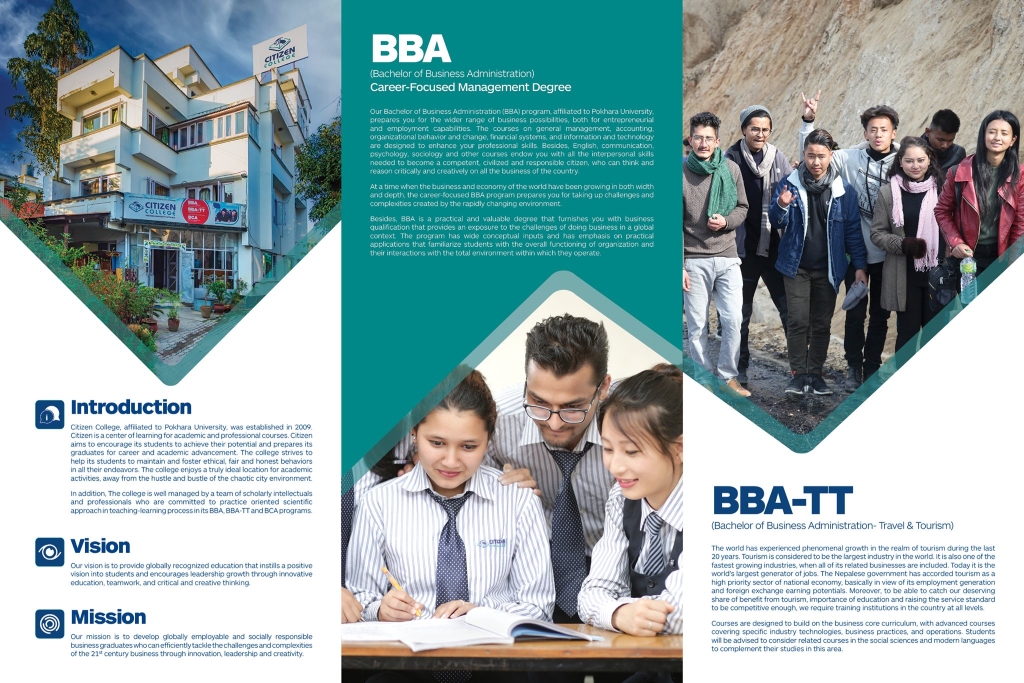 CITIZEN
COLLEGE
CITIZEN
COLLEGE
BBA
BBA-TT
BCA
Introduction
Citizen College, affiliated to Pokhara University, was established in 2009.
Citizen is a center of learning for academic and professional courses. Citizen
aims to encourage its students to achieve their potential and prepares its
graduates for career and academic advancement. The college strives to
help its students to maintain and foster ethical, fair and honest behaviors
in all their endeavors. The college enjoys a truly ideal location for academic
activities, away from the hustle and bustle of the chaotic city environment.
In addition, The college is well managed by a team of scholarly intellectuals
and professionals who are committed to practice oriented scientific
approach in teaching-learning process in its BBA, BBA-TT and BCA programs.
Vision
Our vision is to provide globally recognized education that instills a positive
vision into students and encourages leadership growth through innovative
education, teamwork, and critical and creative thinking.
Mission
Our mission is to develop globally employable and socially responsible
business graduates who can efficiently tackle the challenges and complexities
of the 21st century business through innovation, leadership and creativity.
BBA
(Bachelor of Business Administration)
Career-Focused Management Degree
Our Bachelor of Business Administration (BBA) program, affiliated to Pokhara University,
prepares you for the wider range of business possibilities, both for entrepreneurial
and employment capabilities. The courses on general management, accounting,
organizational behavior and change, financial systems, and information and technology
are designed to enhance your professional skills. Besides, English, communication,
psychology, sociology and other courses endow you with all the interpersonal skills
needed to become a competent, civilized and responsible citizen, who can think and
reason critically and creatively on all the business of the country.
At a time when the business and economy of the world have been growing in both width
and depth, the career-focused BBA program prepares you for taking up challenges and
complexities created by the rapidly changing environment.
Besides, BBA is a practical and valuable degree that furnishes you with business
qualification that provides an exposure to the challenges of doing business in a global
context. The program has wide conceptual inputs and has emphasis on practical
applications that familiarize students with the overall functioning of organization and
their interactions with the total environment within which they operate.
CITIZEN
BBA-TT
(Bachelor of Business Administration- Travel & Tourism)
The world has experienced phenomenal growth in the realm of tourism during the last
20 years. Tourism is considered to be the largest industry in the world. It is also one of the
fastest growing industries, when all of its related businesses are included. Today it is the
world's largest generator of jobs. The Nepalese government has accorded tourism as a
high priority sector of national economy, basically in view of its employment generation
and foreign exchange earning potentials. Moreover, to be able to catch our deserving
share of benefit from tourism, importance of education and raising the service standard
to be competitive enough, we require training institutions in the country at all levels.
Courses are designed to build on the business core curriculum, with advanced courses
covering specific industry technologies, business practices, and operations. Students
will be advised to consider related courses in the social sciences and modern languages
to complement their studies in this area.